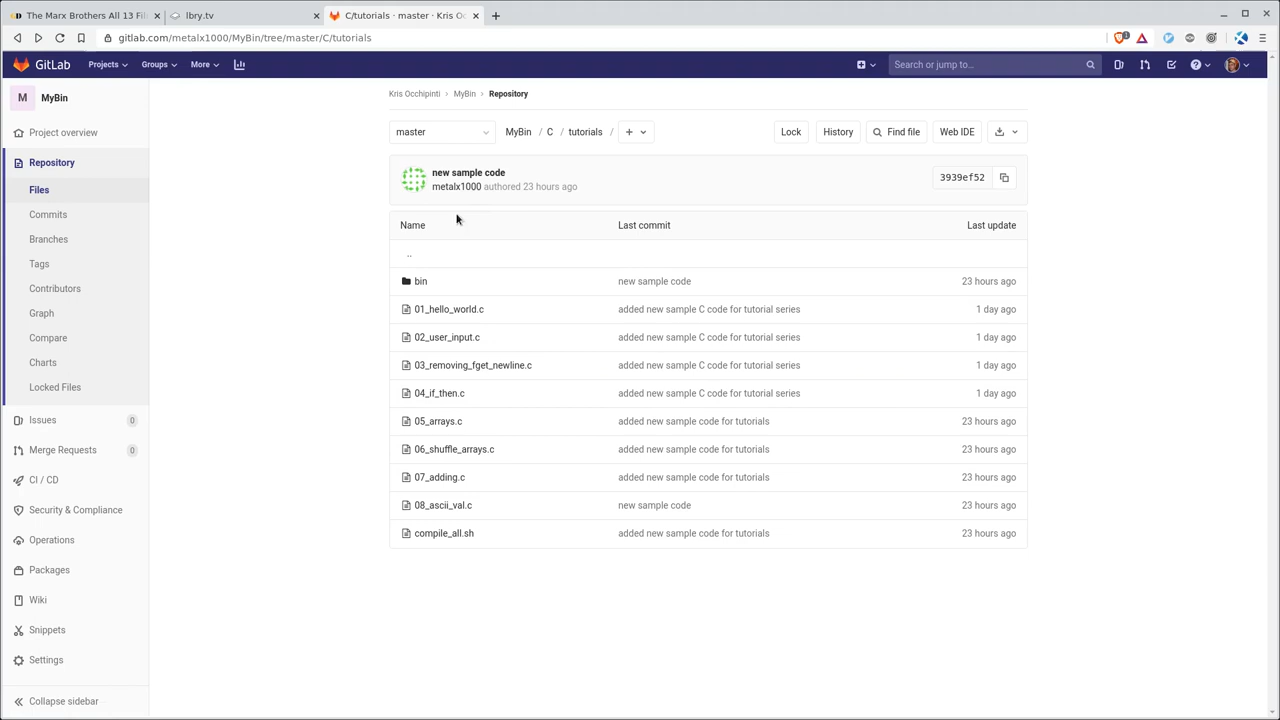 The Marx Brothers All 13 Fil
lbry.tv
C/tutorials · master · Kris Oc
gitlab.com/metalx1000/MyBin/tree/master/C/tutorials
1
GitLab
Projects
Groups
More
Search or jump to...
M
MyBin
Project overview
Repository
Files
Commits
Branches
Tags
Contributors
Graph
Compare
Charts
Locked Files
Issues
0
Merge Requests
0
CI / CD
Security & Compliance
Operations
Packages
Wiki
Snippets
Settings
Collapse sidebar
Kris Occhipinti > MyBin > Repository
master
MyBin / C / tutorials / +
Lock
History
Find file
Web IDE
new sample code
metalx1000 authored 23 hours ago
3939ef52
Name Last commit Last update
..
bin new sample code 23 hours ago
01_hello_world.c added new sample C code for tutorial series 1 day ago
02_user_input.c added new sample C code for tutorial series 1 day ago
03_removing_fget_newline.c added new sample C code for tutorial series 1 day ago
04_if_then.c added new sample C code for tutorial series 1 day ago
05_arrays.c added new sample code for tutorials 23 hours ago
06_shuffle_arrays.c added new sample code for tutorials 23 hours ago
07_adding.c added new sample code for tutorials 23 hours ago
08_ascii_val.c new sample code 23 hours ago
compile_all.sh added new sample code for tutorials 23 hours ago